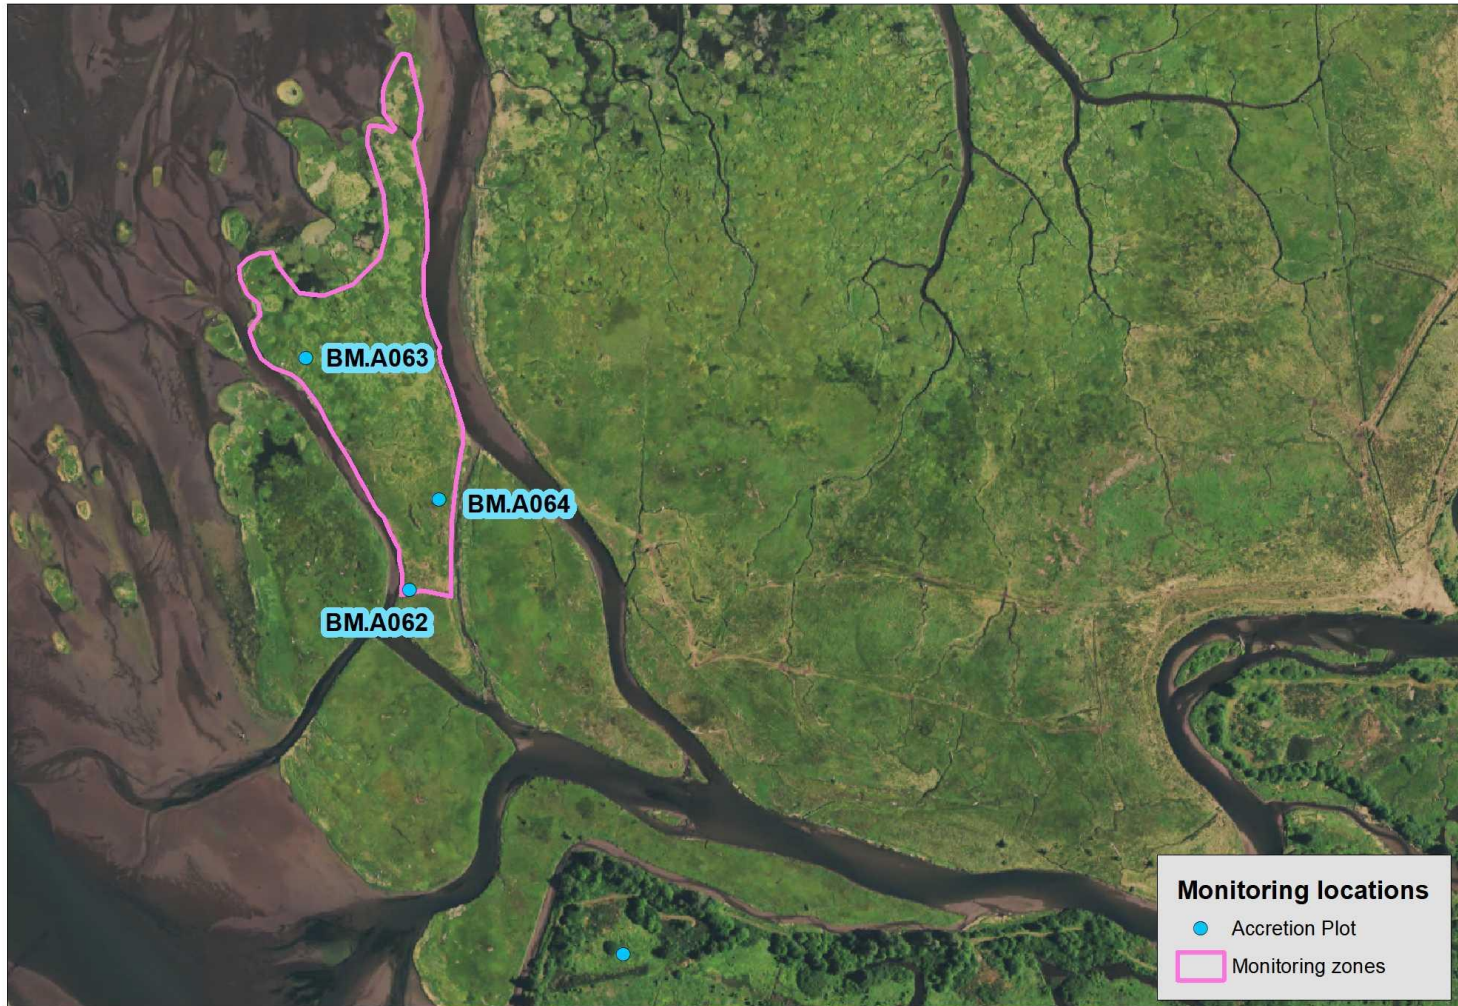 BM.A063
BM.A064
BM.A062
Monitoring locations
Accretion Plot
Monitoring zones